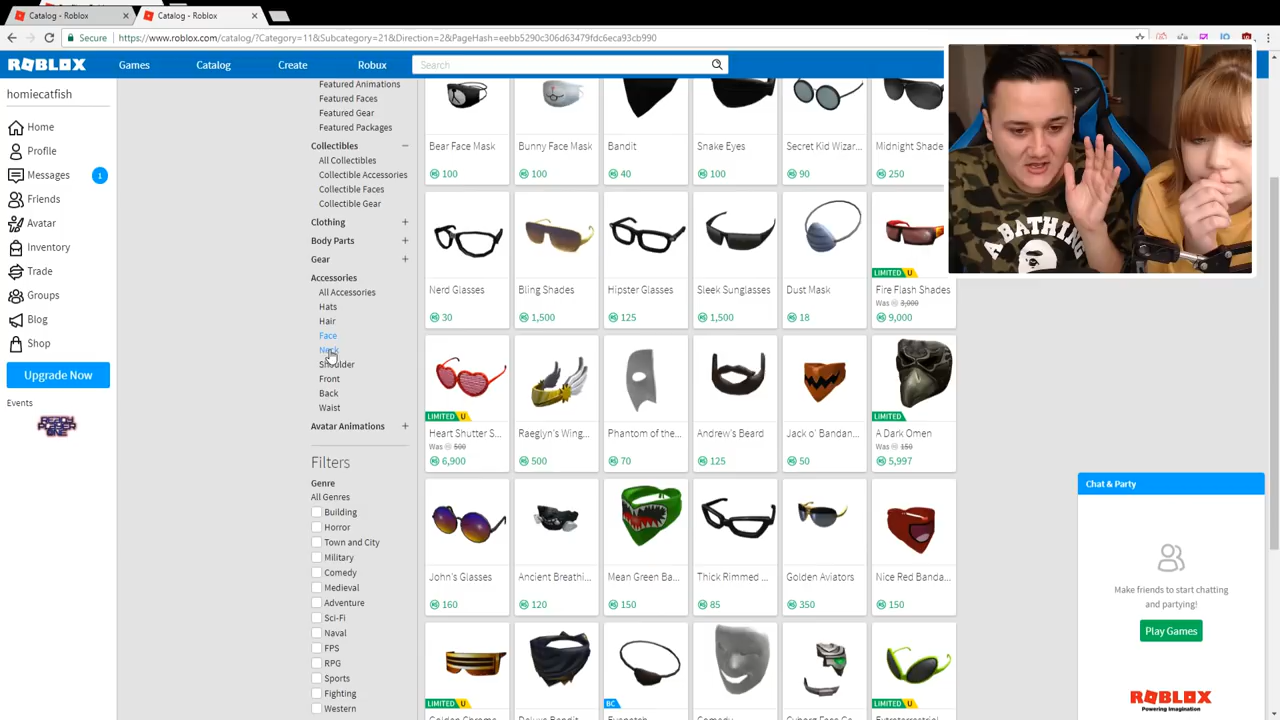 Catalog - Roblox
Catalog - Roblox
Secure
https://www.roblox.com/catalog/?Category=11&Subcategory=21&Direction=2&PageHash=eebb5290c306d63479fdc6eca93cb990
ROBLOX
Games
Catalog
Create
Robux
Search
homiecatfish
Home
Profile
Messages
1
Friends
Avatar
Inventory
Trade
Groups
Blog
Shop
Upgrade Now
Events
READY PLAYER ONE
Featured Animations
Featured Faces
Featured Gear
Featured Packages
Collectibles
All Collectibles
Collectible Accessories
Collectible Faces
Collectible Gear
Clothing
Body Parts
Gear
Accessories
All Accessories
Hats
Hair
Face
Neck
Shoulder
Front
Back
Waist
Avatar Animations
Filters
Genre
All Genres
Building
Horror
Town and City
Military
Comedy
Medieval
Adventure
Sci-Fi
Naval
FPS
RPG
Sports
Fighting
Western
Bear Face Mask
R$ 100
Bunny Face Mask
R$ 100
Bandit
R$ 40
Snake Eyes
R$ 100
Secret Kid Wizar...
R$ 90
Midnight Shade
R$ 250
Nerd Glasses
R$ 30
Bling Shades
R$ 1,500
Hipster Glasses
R$ 125
Sleek Sunglasses
R$ 1,500
Dust Mask
R$ 18
LIMITED U
Fire Flash Shades
Was R$ 3,000
R$ 9,000
LIMITED U
Heart Shutter S...
Was R$ 500
R$ 6,900
Raeglyn's Wing...
R$ 500
Phantom of the...
R$ 70
Andrew's Beard
R$ 125
Jack o' Bandan...
R$ 50
LIMITED
A Dark Omen
Was R$ 150
R$ 5,997
John's Glasses
R$ 160
Ancient Breathi...
R$ 120
Mean Green Ba...
R$ 150
Thick Rimmed ...
R$ 85
Golden Aviators
R$ 350
Nice Red Banda...
R$ 150
LIMITED U
BC
LIMITED U
Deluxe Bandit
Eyepatch
Comedy
Extraterrestrial
A BATHING
Chat & Party
Make friends to start chatting
and partying!
Play Games
ROBLOX
Powering Imagination